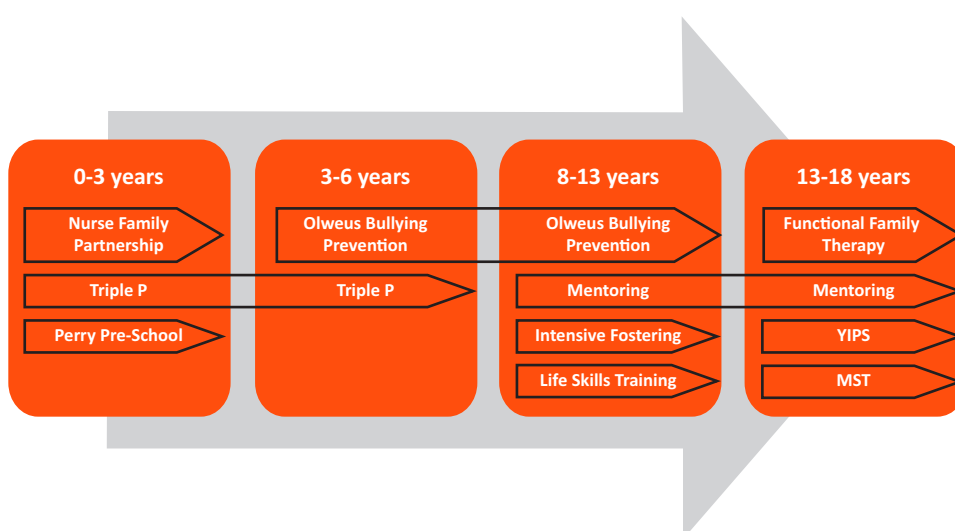 0-3 years
Nurse Family
Partnership
Triple P
Perry Pre-School
3-6 years
Olweus Bullying
Prevention
Triple P
8-13 years
Olweus Bullying
Prevention
Mentoring
Intensive Fostering
Life Skills Training
13-18 years
Functional Family
Therapy
Mentoring
YIPS
MST